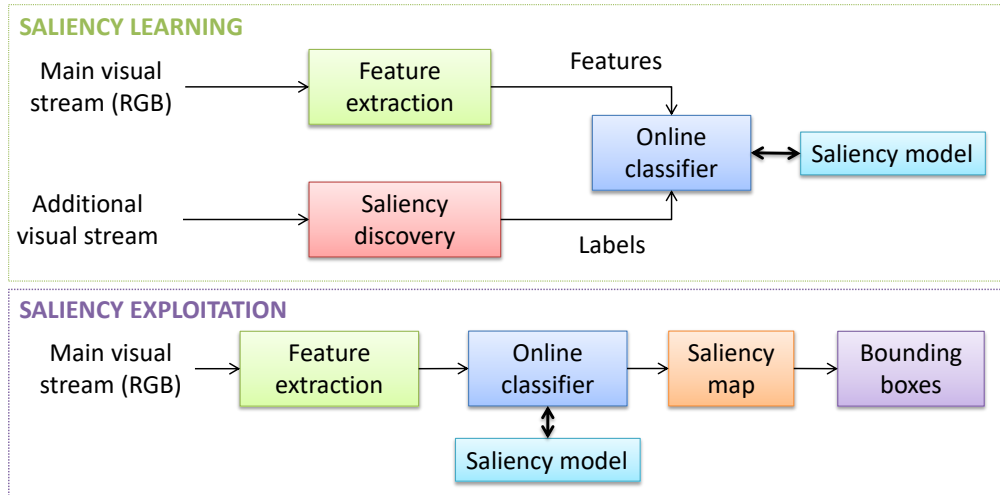 SALIENCY LEARNING
Main visual
stream (RGB)
Feature
extraction
Features
Online
classifier
Saliency model
Additional
visual stream
Saliency
discovery
Labels
SALIENCY EXPLOITATION
Main visual
stream (RGB)
Feature
extraction
Online
classifier
Saliency
map
Bounding
boxes
Saliency model